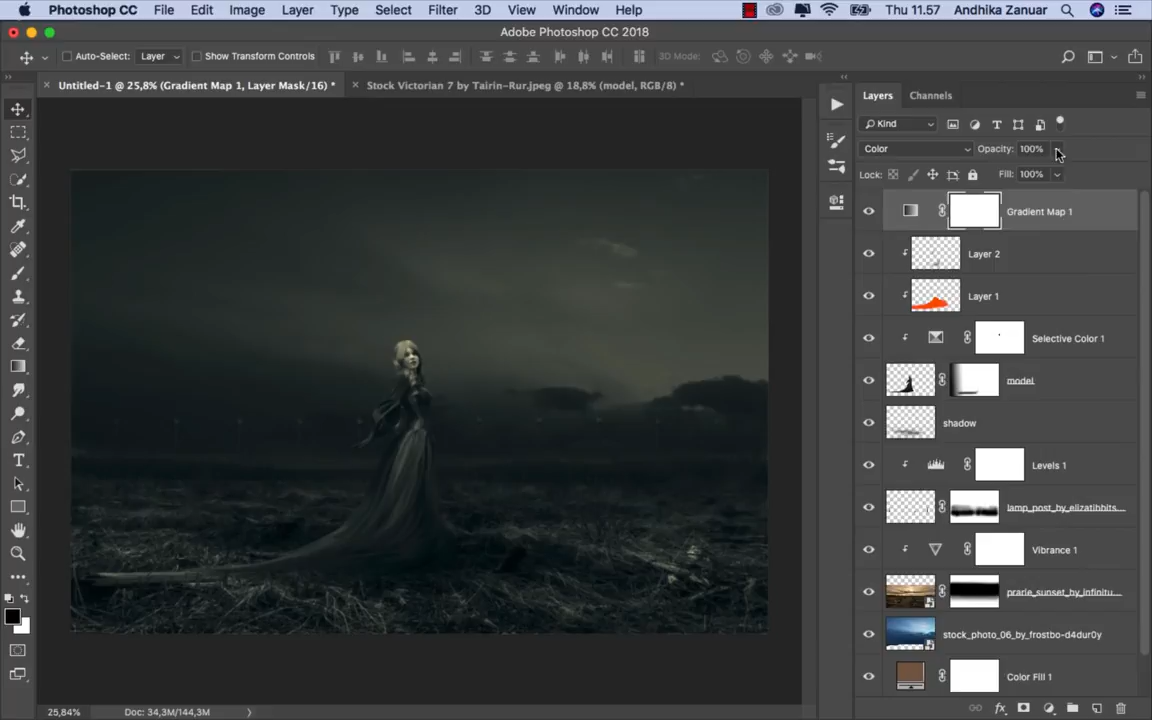 Photoshop CC File Edit Image Layer Type Select Filter 3D View Window Help Thu 11.57 Andhika Zanuar
Adobe Photoshop CC 2018
Auto-Select: Layer Show Transform Controls 3D Mode:
Untitled-1 @ 25,8% (Gradient Map 1, Layer Mask/16) * Stock Victorian 7 by Tairin-Rur.jpeg @ 18,8% (model, RGB/8) *
Layers Channels
Kind
Color Opacity: 100%
Lock: Fill: 100%
Gradient Map 1
Layer 2
Layer 1
Selective Color 1
model
shadow
Levels 1
lamp_post_by_elizatibbits...
Vibrance 1
prarie_sunset_by_infinitu...
stock_photo_06_by_frostbo-d4dur0y
Color Fill 1
25,84% Doc: 34,3M/144,3M